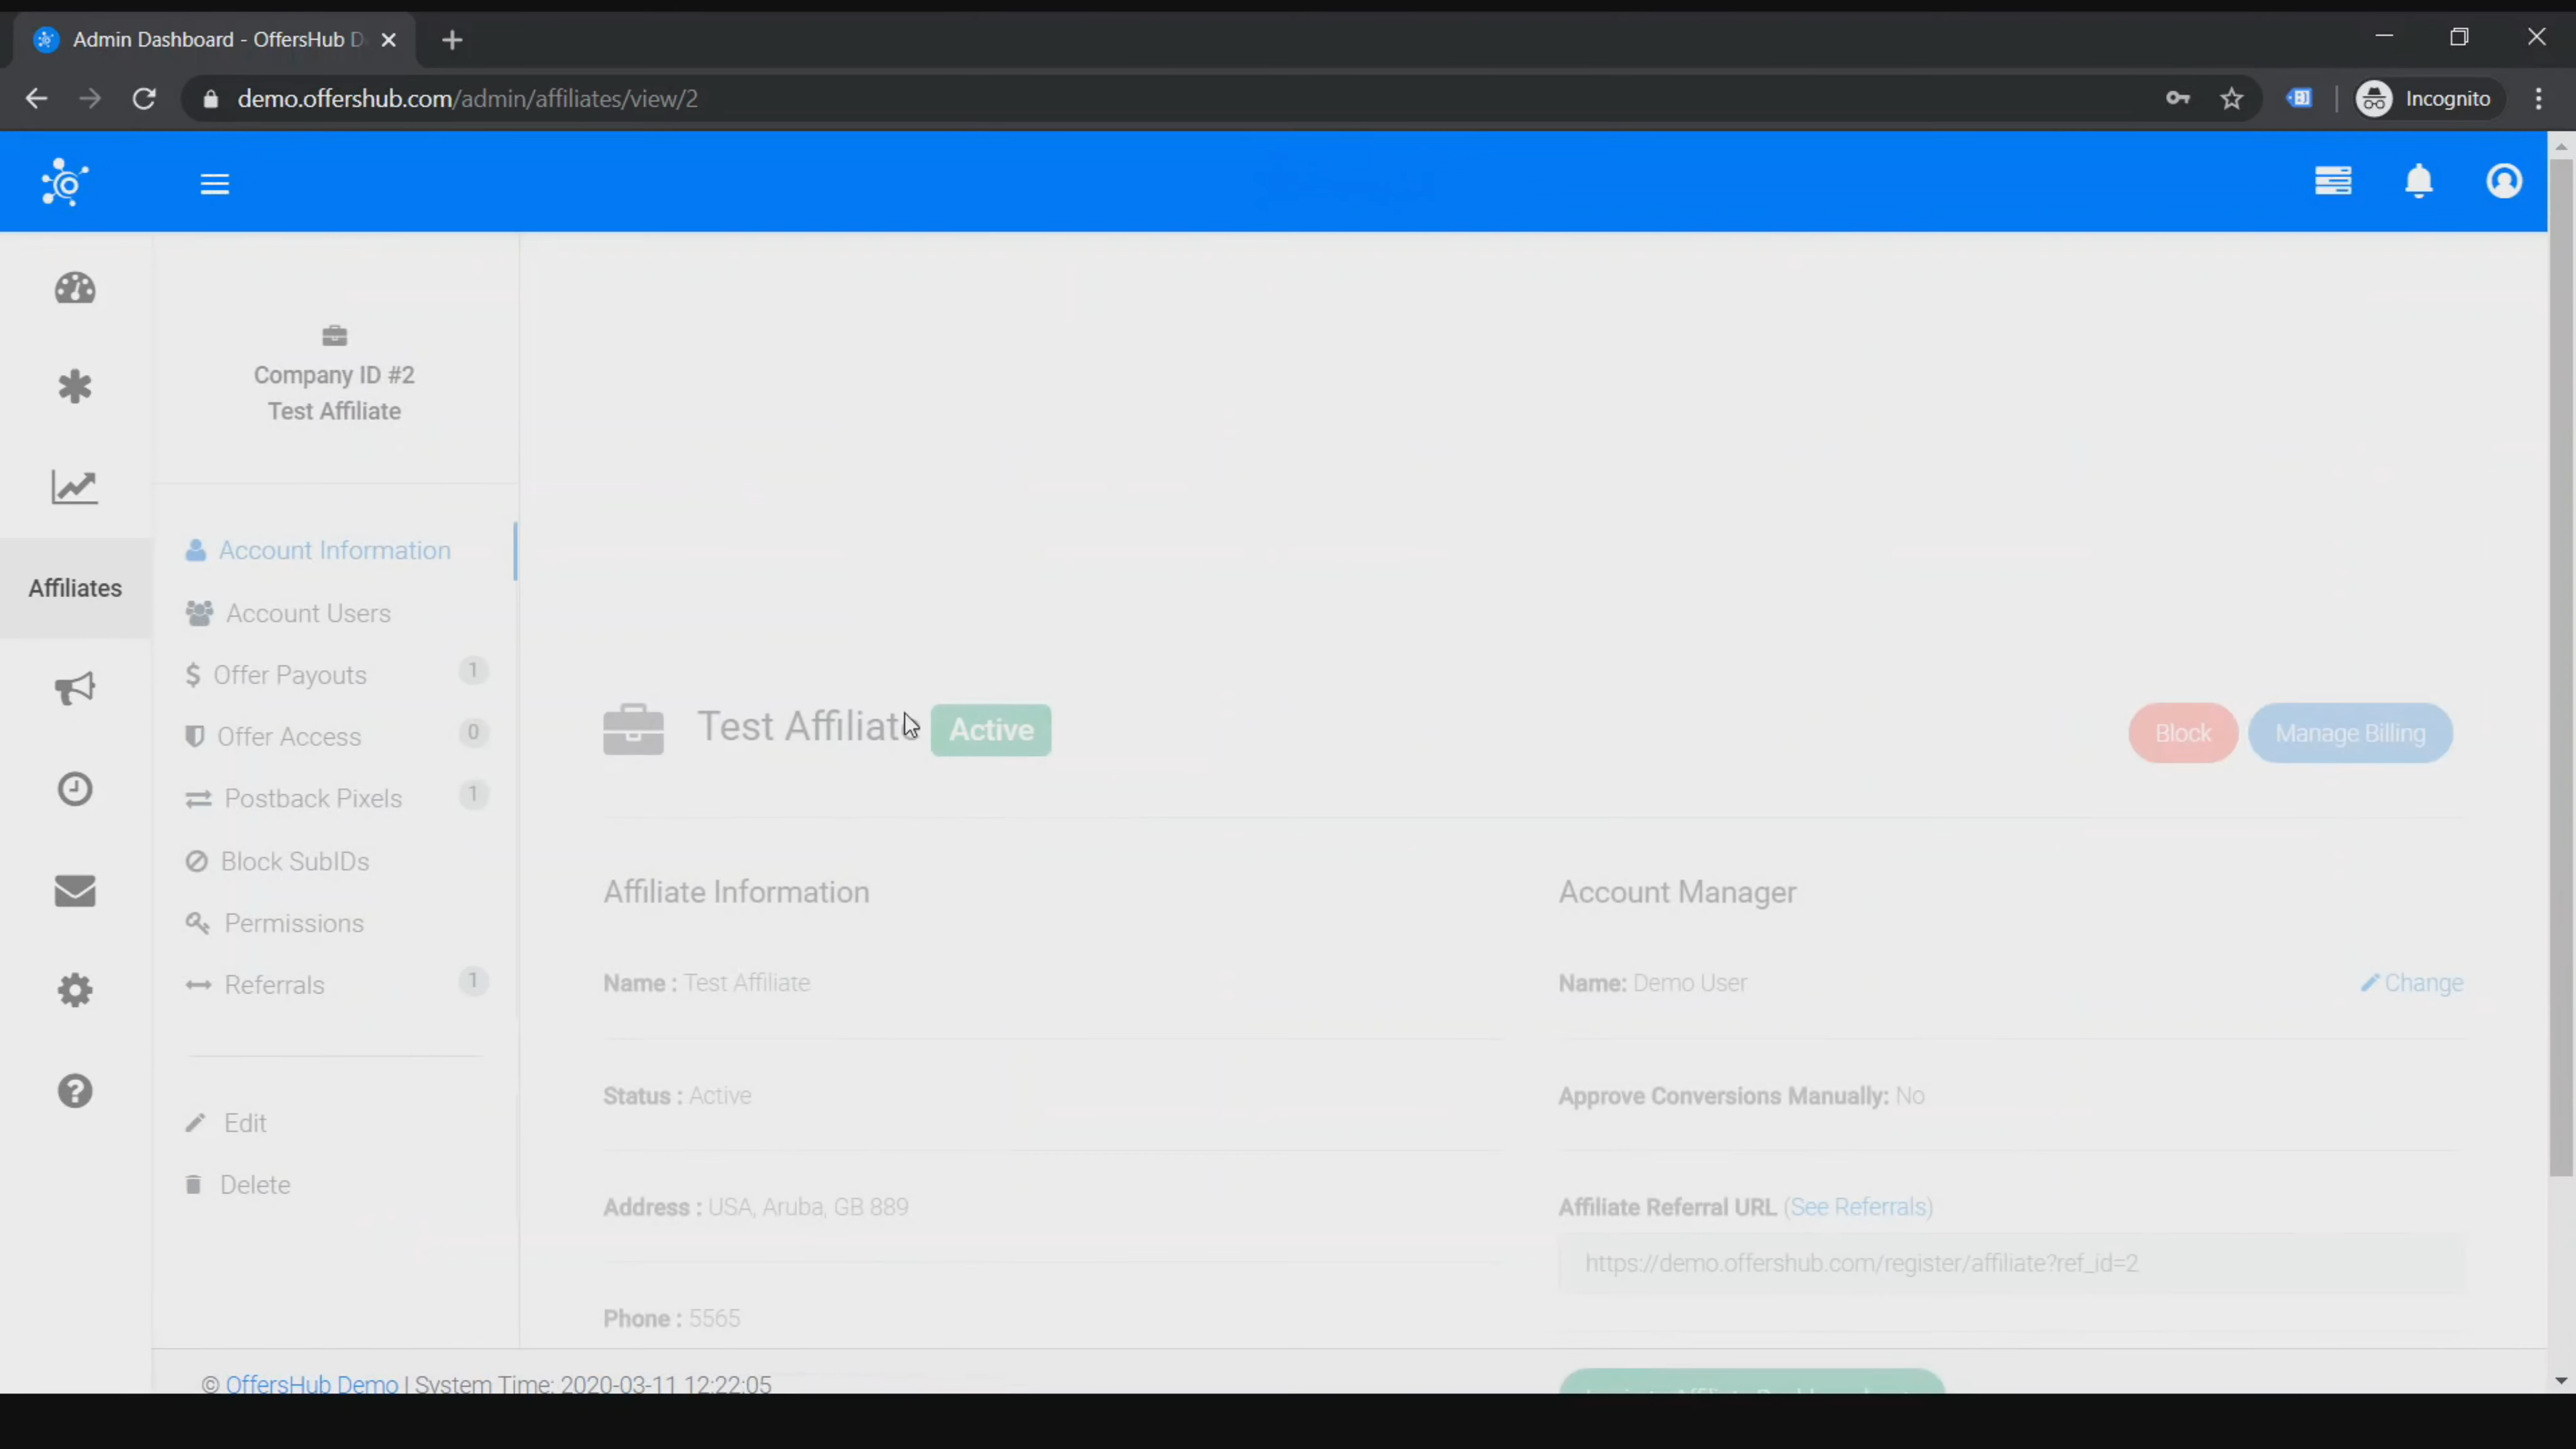 Admin Dashboard - OffersHub D
demo.offershub.com/admin/affiliates/view/2
Incognito
Company ID #2
Test Affiliate
Account Information
Affiliates
Account Users
Offer Payouts 1
Offer Access 0
Postback Pixels 1
Block SubIDs
Permissions
Referrals 1
Edit
Delete
Test Affiliate Active
Block Manage Billing
Affiliate Information
Name : Test Affiliate
Status : Active
Address : USA, Aruba, GB 889
Phone : 5565
Account Manager
Name: Demo User Change
Approve Conversions Manually: No
Affiliate Referral URL (See Referrals)
https://demo.offershub.com/register/affiliate?ref_id=2
© OffersHub Demo | System Time: 2020-03-11 12:22:05